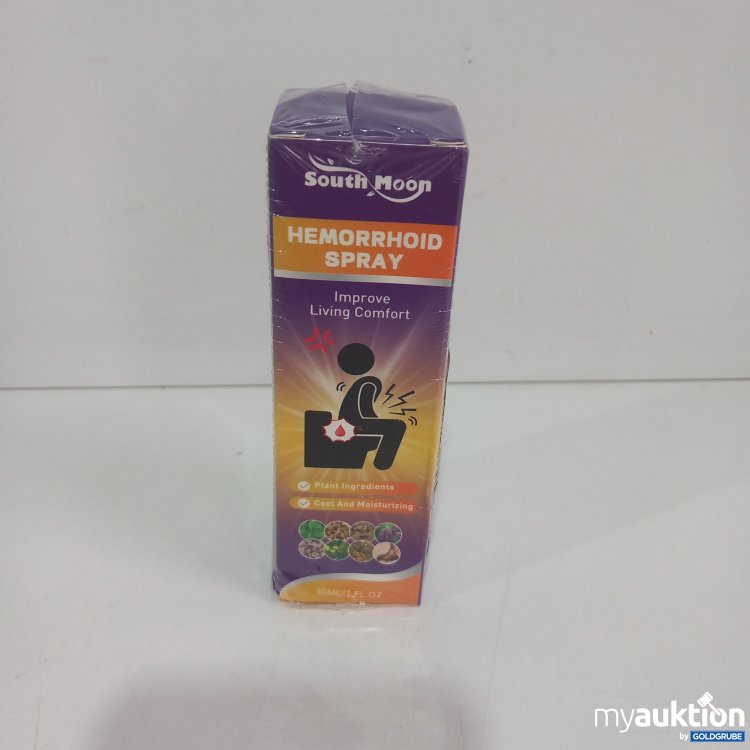 South Moon
HEMORRHOID
SPRAY
Improve
Living Comfort
Plant Ingredients
Cool And Moisturizing
30ML/1 FL OZ
myauktion
by GOLDGRUBE